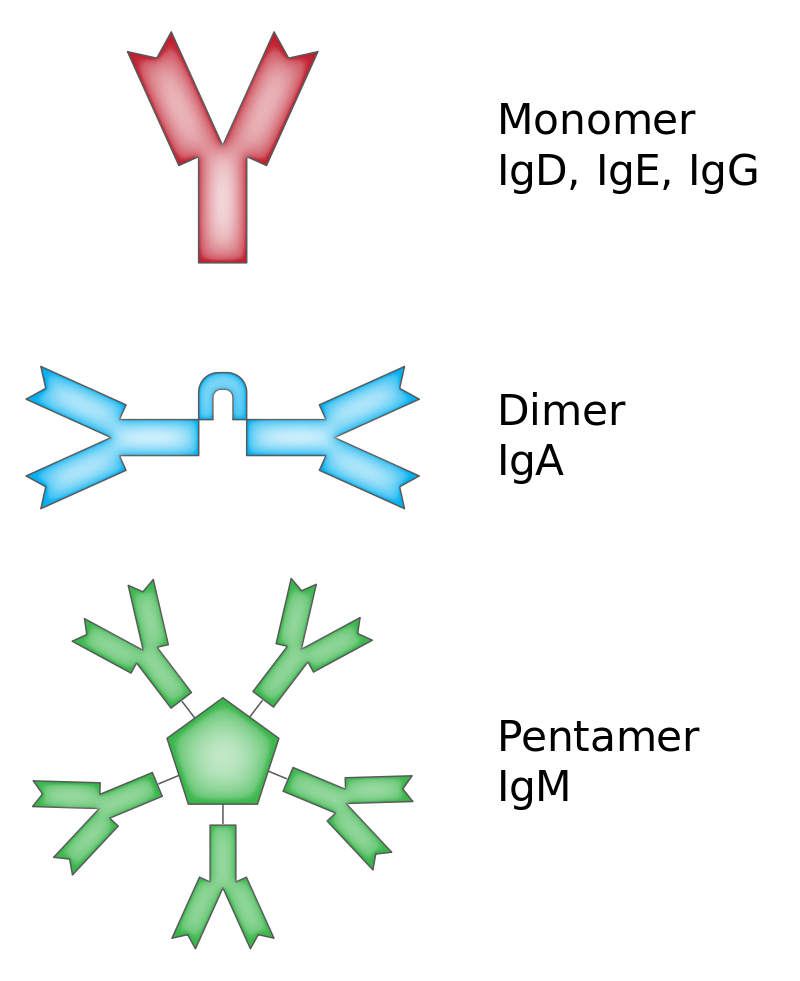 Monomer
IgD, IgE, IgG
Dimer
IgA
Pentamer
IgM